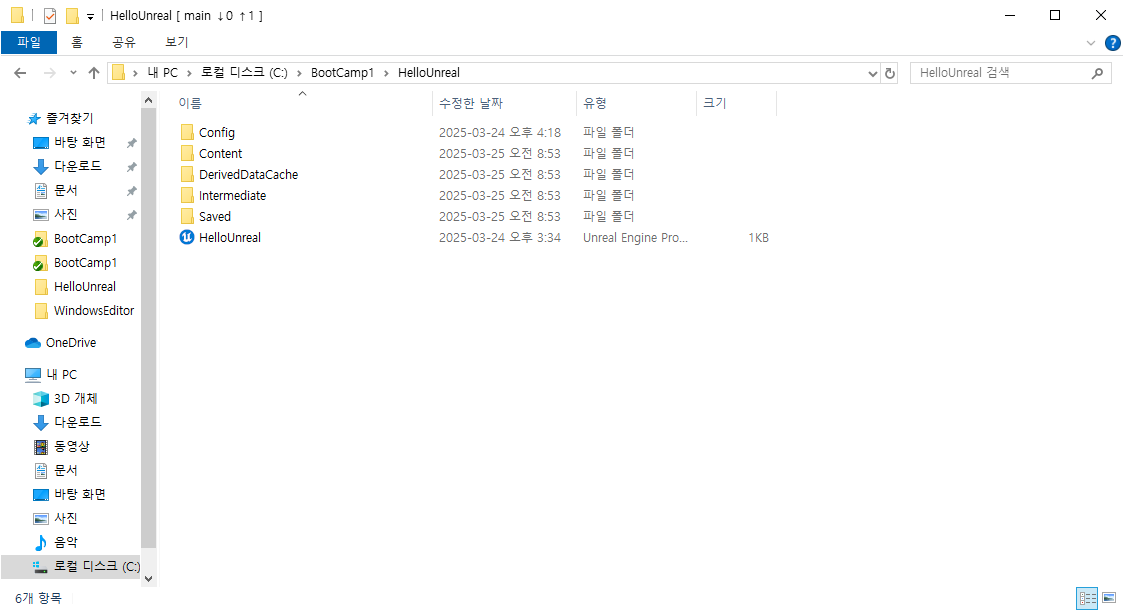 HelloUnreal [ main ↓0 ↑1 ]
파일 홈 공유 보기
내 PC > 로컬 디스크 (C:) > BootCamp1 > HelloUnreal
HelloUnreal 검색
즐겨찾기
바탕 화면
다운로드
문서
사진
BootCamp1
BootCamp1
HelloUnreal
WindowsEditor
OneDrive
내 PC
3D 개체
다운로드
동영상
문서
바탕 화면
사진
음악
로컬 디스크 (C:)
이름 수정한 날짜 유형 크기
Config 2025-03-24 오후 4:18 파일 폴더
Content 2025-03-25 오전 8:53 파일 폴더
DerivedDataCache 2025-03-25 오전 8:53 파일 폴더
Intermediate 2025-03-25 오전 8:53 파일 폴더
Saved 2025-03-25 오전 8:53 파일 폴더
HelloUnreal 2025-03-24 오후 3:34 Unreal Engine Pro... 1KB
6개 항목